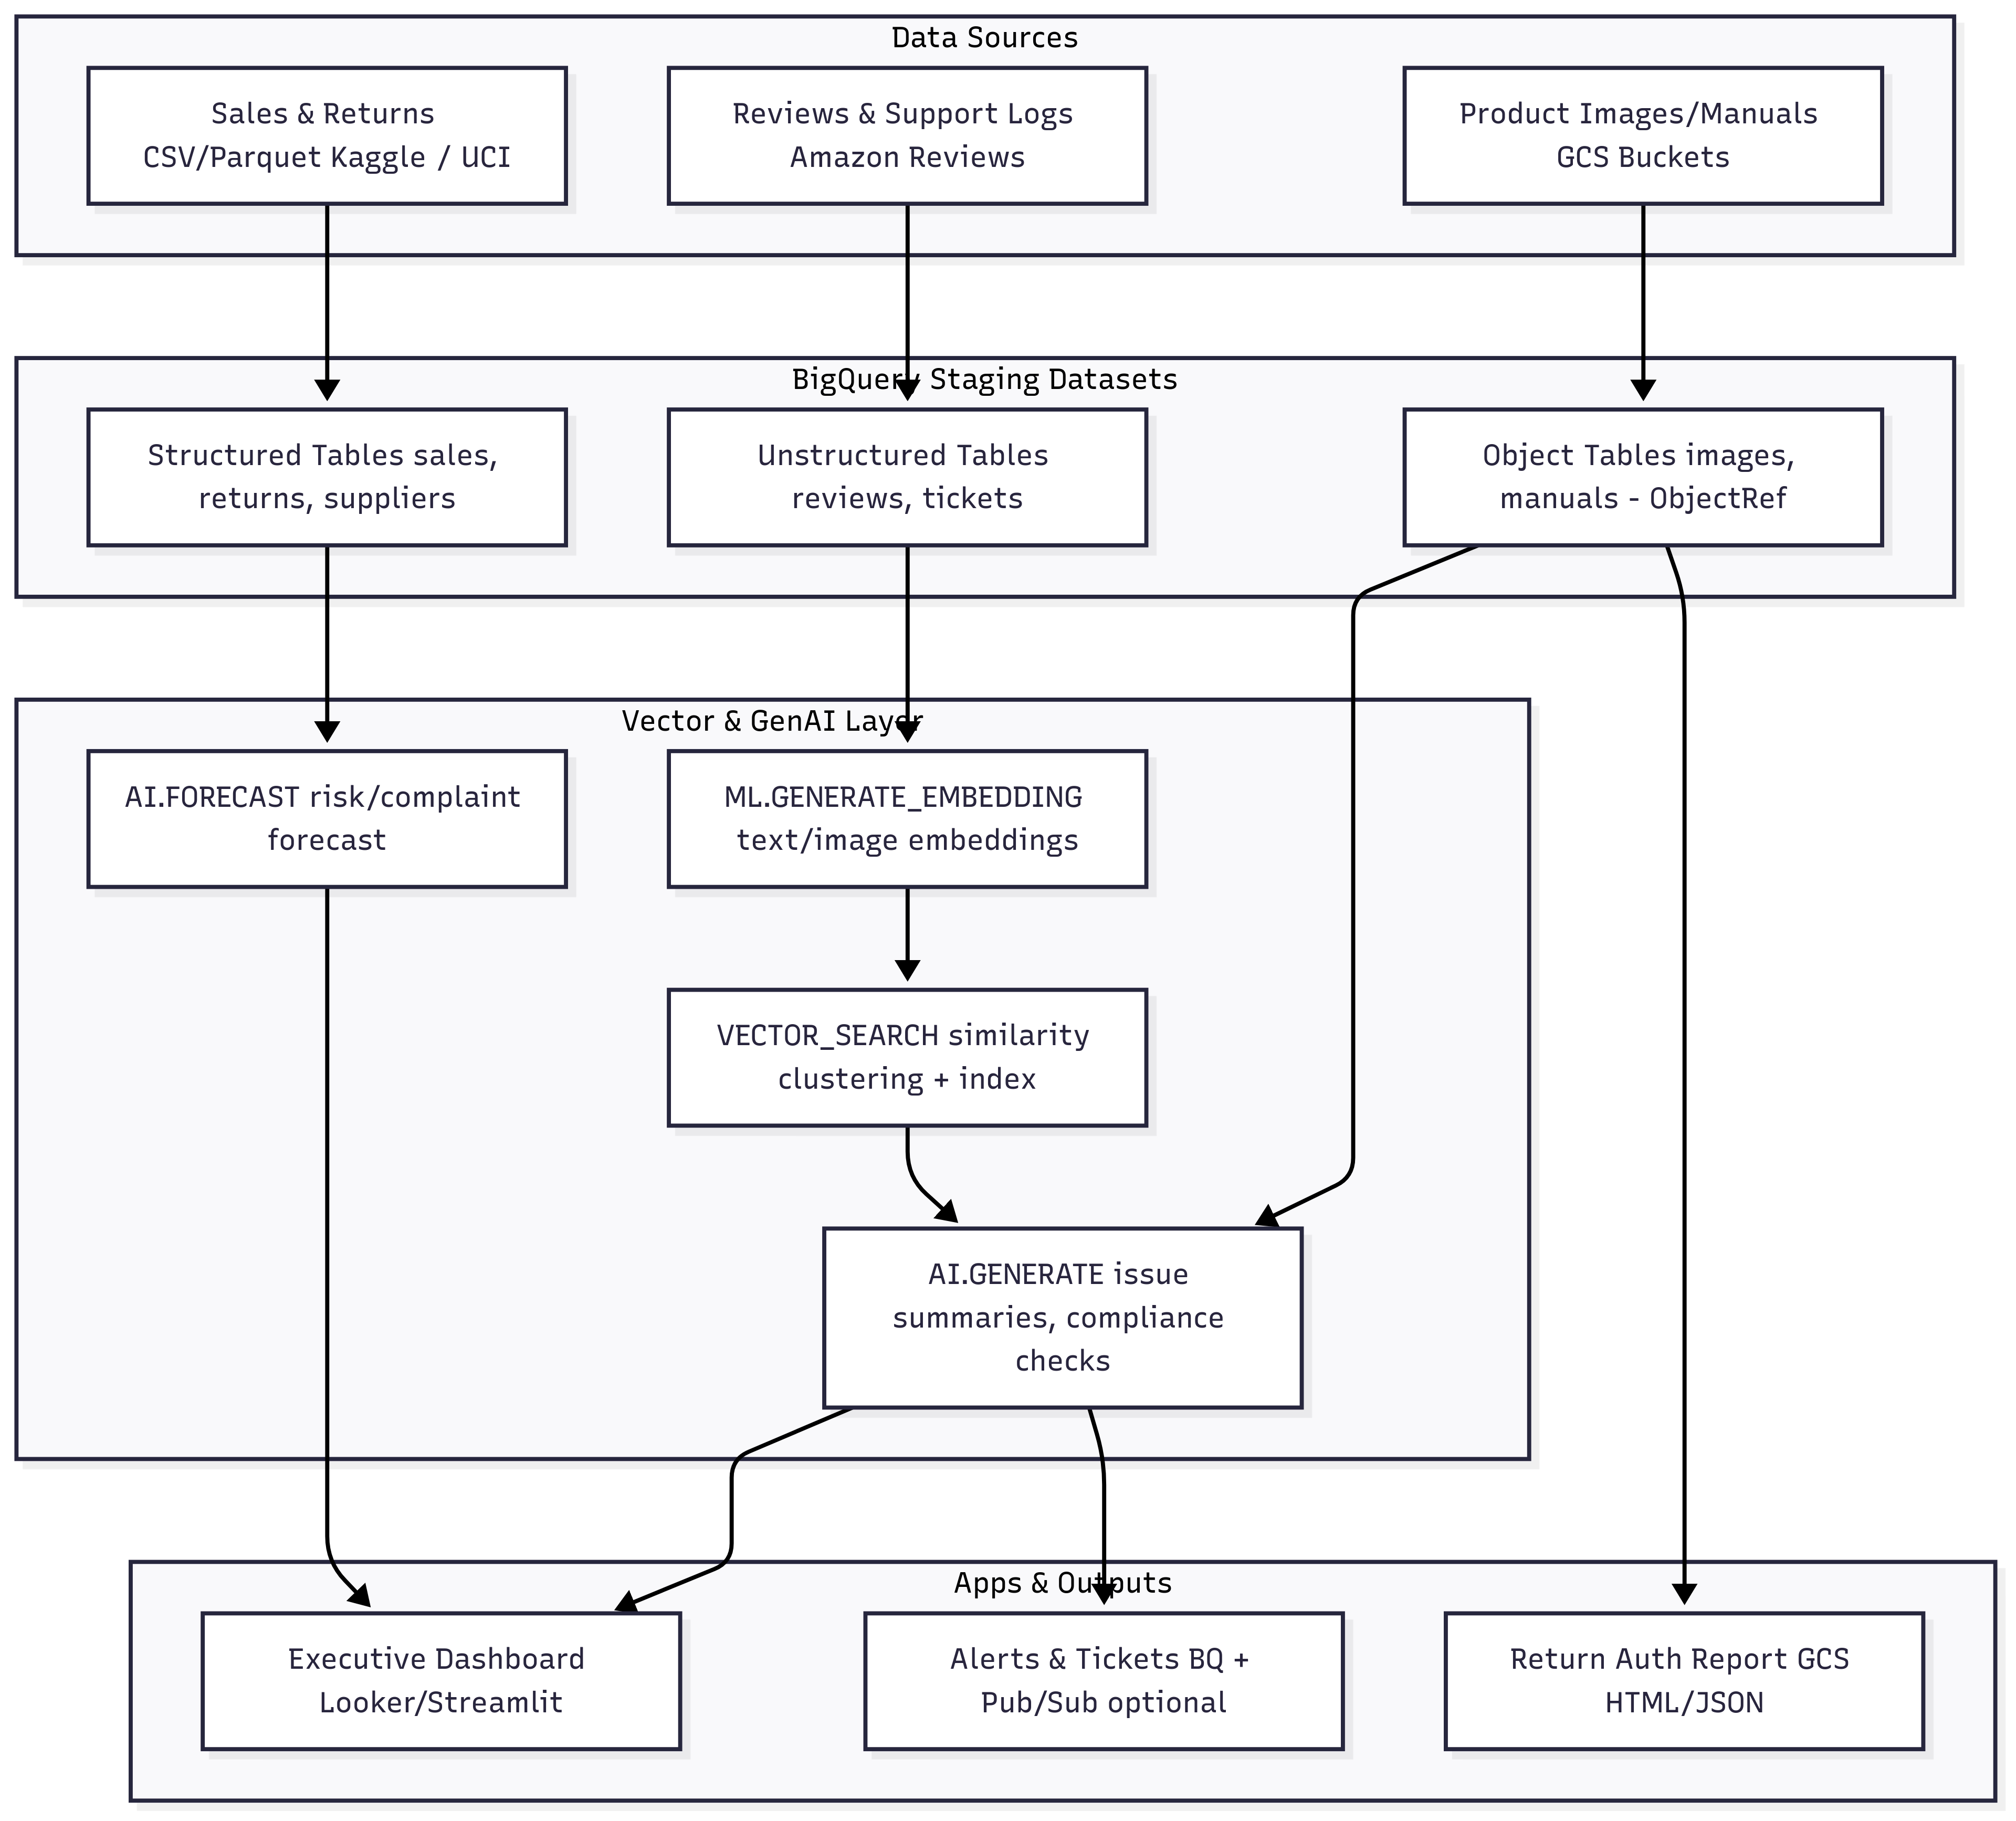 Data Sources
Sales & Returns
CSV/Parquet Kaggle / UCI
Reviews & Support Logs
Amazon Reviews
Product Images/Manuals
GCS Buckets
BigQuery Staging Datasets
Structured Tables sales,
returns, suppliers
Unstructured Tables
reviews, tickets
Object Tables images,
manuals - ObjectRef
Vector & GenAI Layer
AI.FORECAST risk/complaint
forecast
ML.GENERATE_EMBEDDING
text/image embeddings
VECTOR_SEARCH similarity
clustering + index
AI.GENERATE issue
summaries, compliance
checks
Apps & Outputs
Executive Dashboard
Looker/Streamlit
Alerts & Tickets BQ +
Pub/Sub optional
Return Auth Report GCS
HTML/JSON